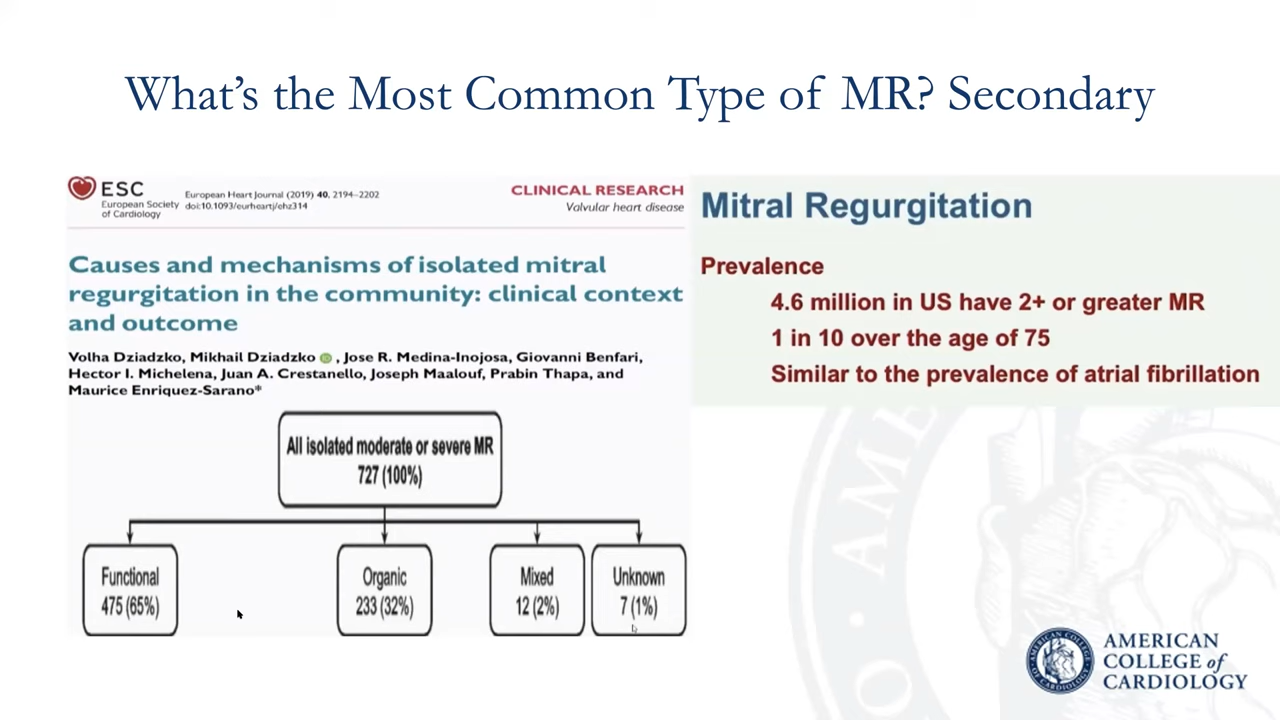 What's the Most Common Type of MR? Secondary
ESC
European Society
of Cardiology
European Heart Journal (2019) 40, 2194–2202
doi:10.1093/eurheartj/ehz314
CLINICAL RESEARCH
Valvular heart disease
Causes and mechanisms of isolated mitral
regurgitation in the community: clinical context
and outcome
Volha Dziadzko, Mikhail Dziadzko , Jose R. Medina-Inojosa, Giovanni Benfari,
Hector I. Michelena, Juan A. Crestanello, Joseph Maalouf, Prabin Thapa, and
Maurice Enriquez-Sarano*
All isolated moderate or severe MR
727 (100%)
Functional
475 (65%)
Organic
233 (32%)
Mixed
12 (2%)
Unknown
7 (1%)
Mitral Regurgitation
Prevalence
4.6 million in US have 2+ or greater MR
1 in 10 over the age of 75
Similar to the prevalence of atrial fibrillation
AMERICAN
COLLEGE of
CARDIOLOGY